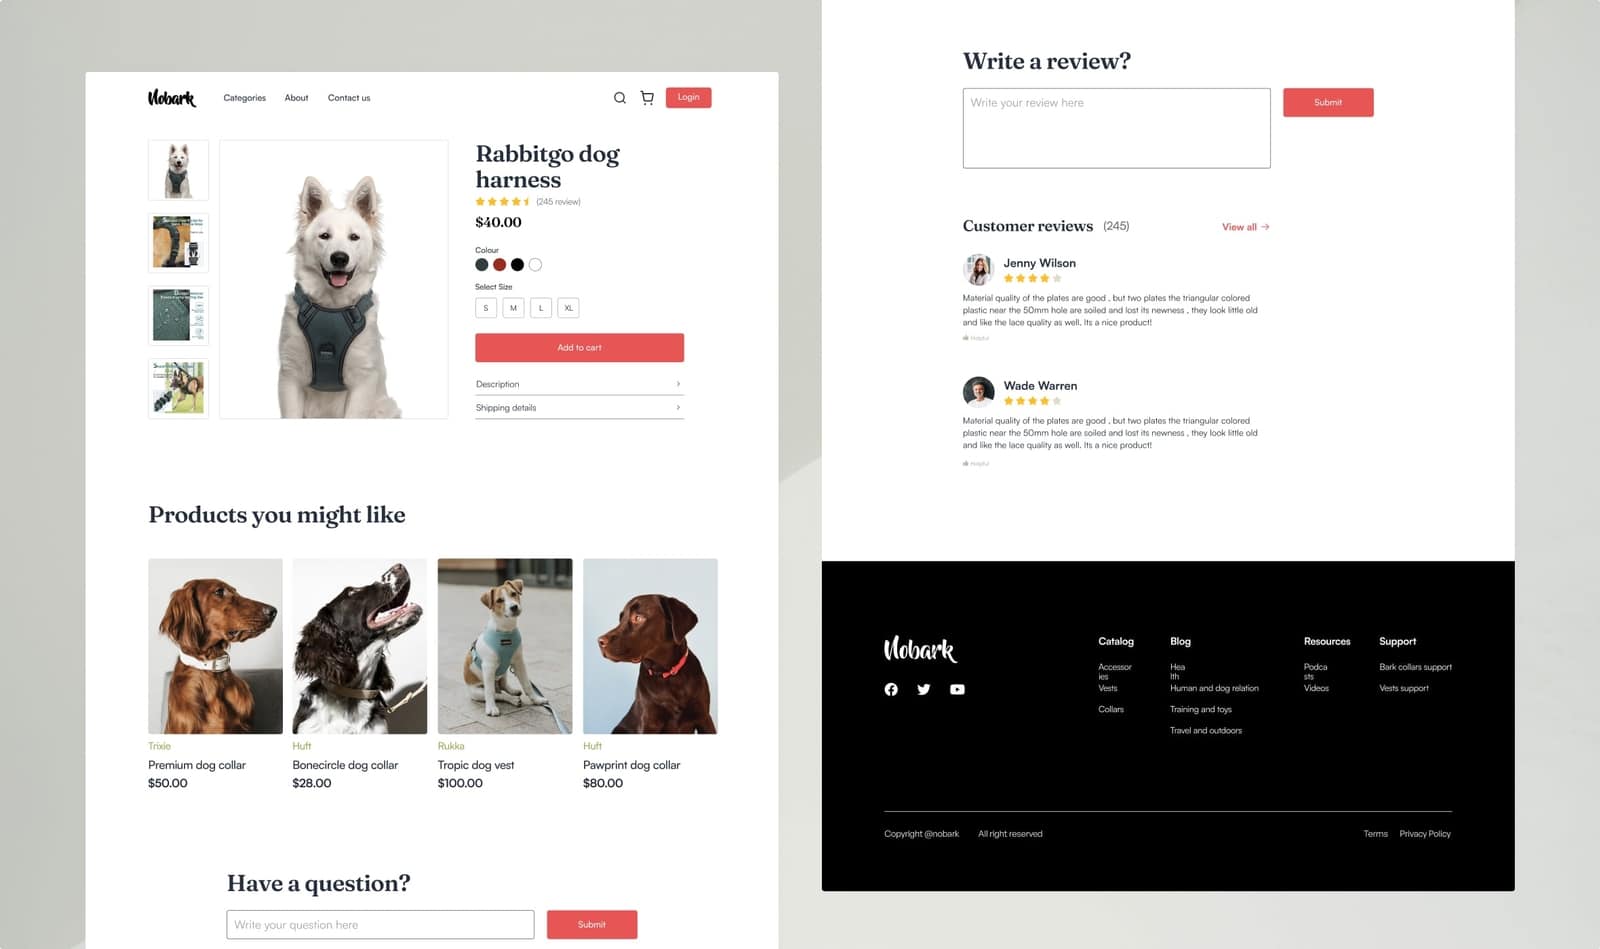 Nobark
Categories About Contact us
Login
Rabbitgo dog
harness
(245 review)
$40.00
Colour
Select Size
S M L XL
Add to cart
Description
Shipping details
Products you might like
Trixie
Premium dog collar
$50.00
Huft
Bonecircle dog collar
$28.00
Rukka
Tropic dog vest
$100.00
Huft
Pawprint dog collar
$80.00
Have a question?
Write your question here
Submit
Write a review?
Write your review here
Submit
Customer reviews (245)
View all
Jenny Wilson
Material quality of the plates are good , but two plates the triangular colored
plastic near the 50mm hole are soiled and lost its newness , they look little old
and like the lace quality as well. Its a nice product!
Helpful
Wade Warren
Material quality of the plates are good , but two plates the triangular colored
plastic near the 50mm hole are soiled and lost its newness , they look little old
and like the lace quality as well. Its a nice product!
Helpful
Nobark
Catalog
Accessor
ies
Vests
Collars
Blog
Hea
lth
Human and dog relation
Training and toys
Travel and outdoors
Resources
Podca
sts
Videos
Support
Bark collars support
Vests support
Copyright @nobark All right reserved
Terms Privacy Policy